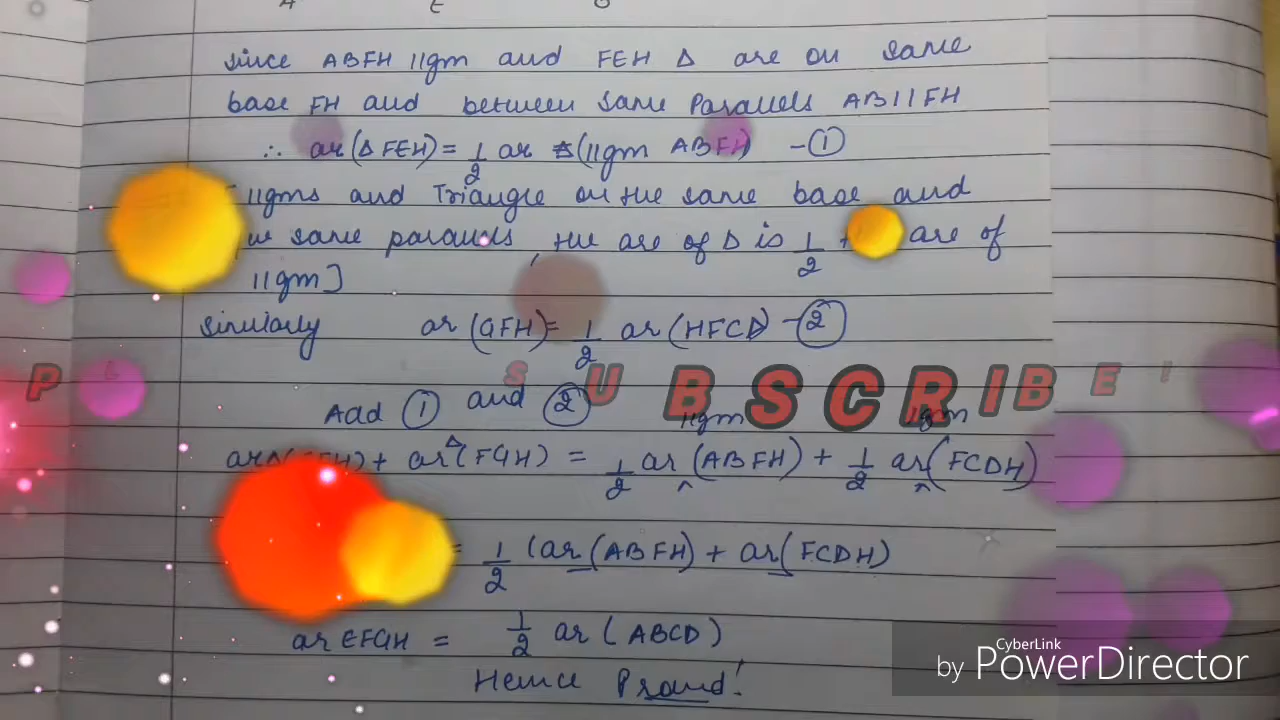 A E B
since ABFH ||gm and FEH Δ are on same
base FH and between same Parallels AB||FH
∴ ar(Δ FEH) = 1/2 ar (||gm ABFH) -①
||gms and Triangle on the same base and
same parallels, the are of Δ is 1/2 are of
||gm]
Similarly ar (GFH) = 1/2 ar (HFCD) -②
P L S U B S C R I B E !
Add ① and ②
||gm ||gm
+ arΔ(FGH) = 1/2 ar (ABFH) + 1/2 ar (FCDH)
= 1/2 (ar (ABFH) + ar(FCDH)
ar EFGH = 1/2 ar ( ABCD)
Hence Proved!
CyberLink
by PowerDirector